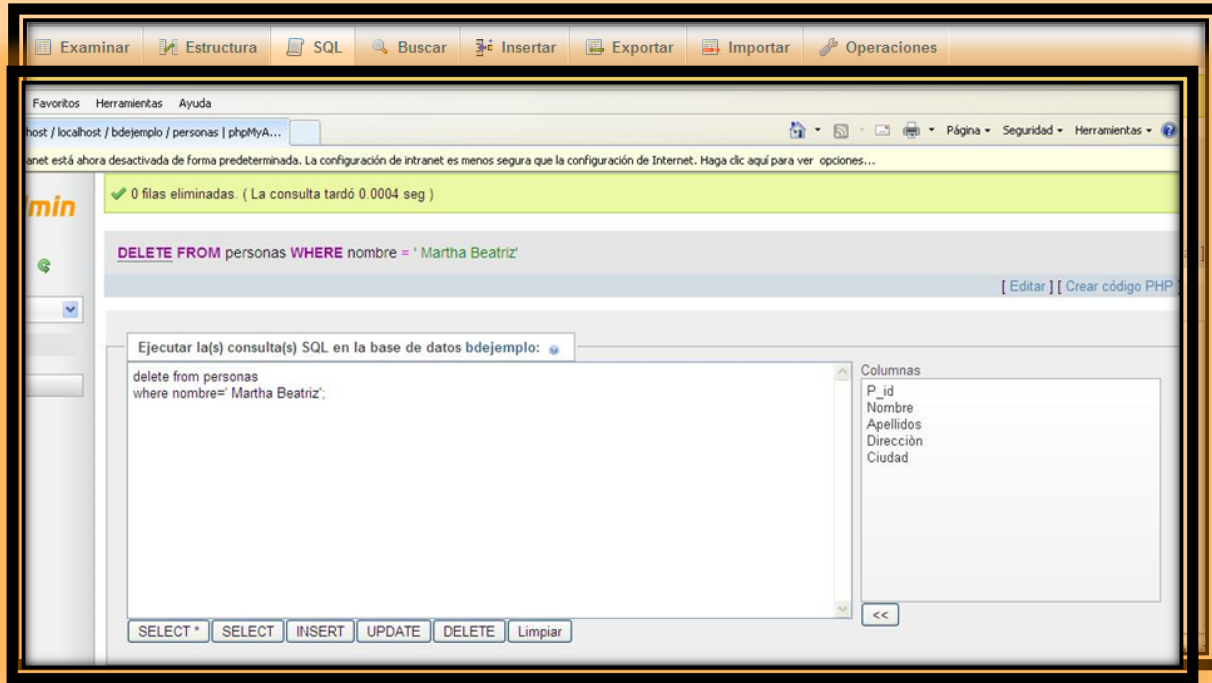 Examinar Estructura SQL Buscar Insertar Exportar Importar Operaciones
Favoritos Herramientas Ayuda
host / localhost / bdejemplo / personas | phpMyA...
Página Seguridad Herramientas
anet está ahora desactivada de forma predeterminada. La configuración de intranet es menos segura que la configuración de Internet. Haga clic aquí para ver opciones...
min
0 filas eliminadas. ( La consulta tardó 0.0004 seg )
DELETE FROM personas WHERE nombre = ' Martha Beatriz'
[ Editar ] [ Crear código PHP ]
Ejecutar la(s) consulta(s) SQL en la base de datos bdejemplo:
delete from personas
where nombre=' Martha Beatriz';
Columnas
P_id
Nombre
Apellidos
Direcciòn
Ciudad
<<
SELECT * SELECT INSERT UPDATE DELETE Limpiar